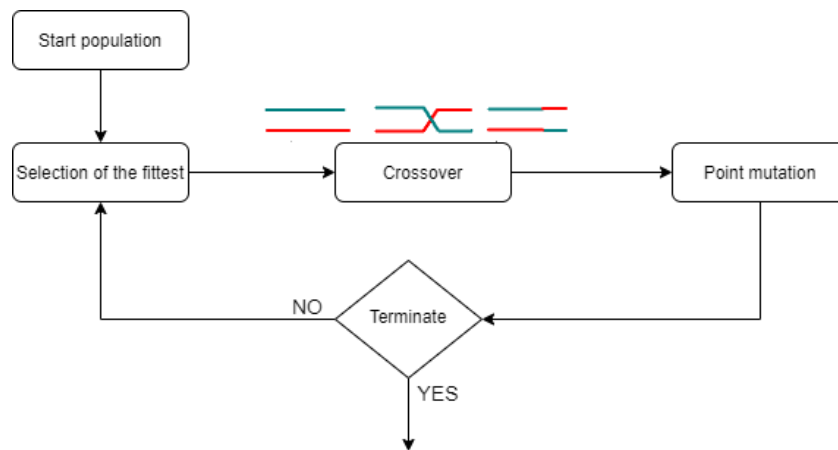 Start population
Selection of the fittest
Crossover
Point mutation
NO
Terminate
YES